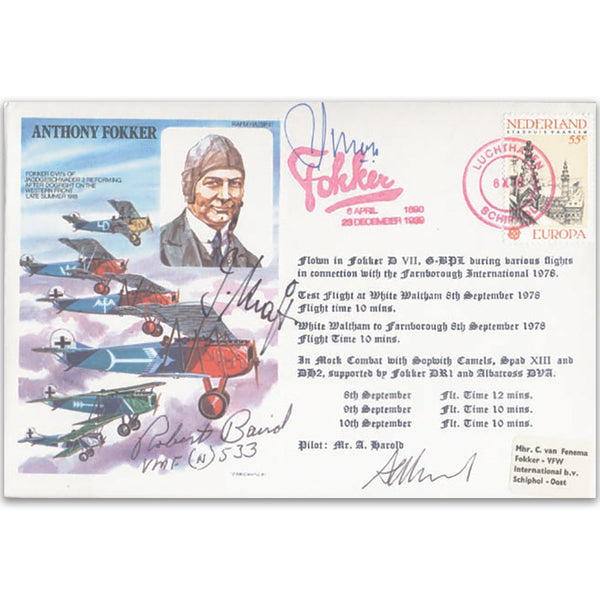 ANTHONY FOKKER
FOKKER D.VII's OF
JAGDGESCHWADER 2 REFORMING
AFTER DOGFIGHT ON THE
WESTERN FRONT
LATE SUMMER 1918
Fokker
6 APRIL 1890
23 DECEMBER 1939
NEDERLAND
STADHUIS HAARLEM
55c
EUROPA
LUCHTHAVEN
SCHIPHOL
Flown in Fokker D VII, G-BPL during various flights
in connection with the Farnborough International 1978.
Test Flight at White Waltham 8th September 1978
Flight time 10 mins.
White Waltham to Farnborough 8th September 1978
Flight Time 10 mins.
In Mock Combat with Sopwith Camels, Spad XIII and
DH2, supported by Fokker DR1 and Albatross DVA.
8th September Flt. Time 12 mins.
9th September Flt. Time 10 mins.
10th September Flt. Time 10 mins.
Pilot: Mr. A. Harold
Robert Baird
VMF (N) 533
Mhr. C. van Fenema
Fokker - VFW
International b.v.
Schiphol - Oost